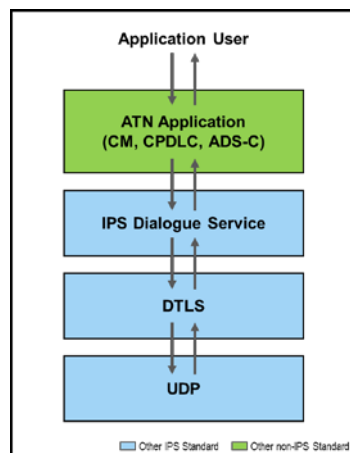 Application User
ATN Application
(CM, CPDLC, ADS-C)
IPS Dialogue Service
DTLS
UDP
Other IPS Standard
Other non-IPS Standard